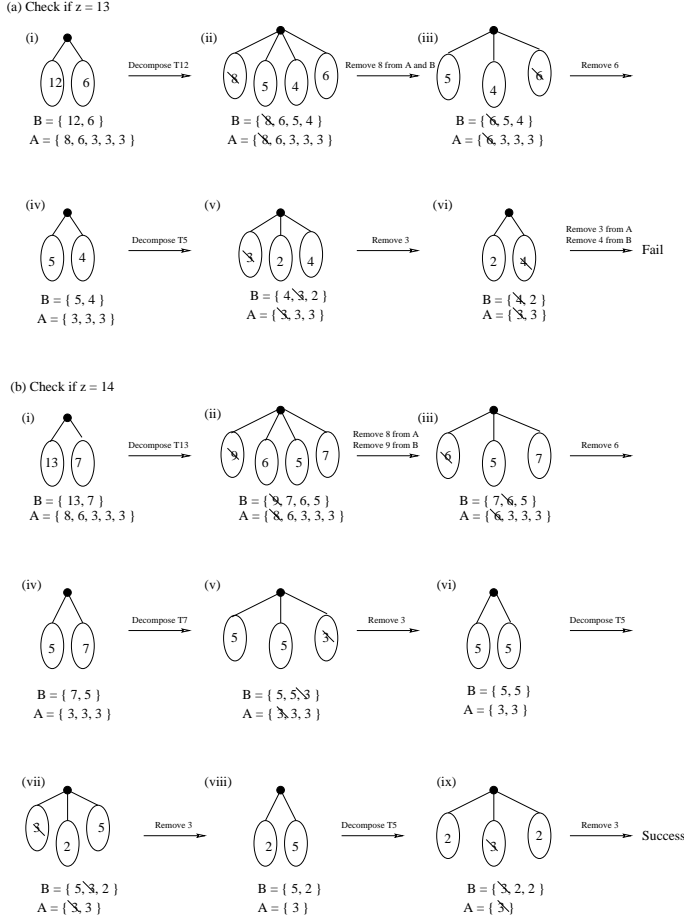 (a) Check if z = 13
(i)
(ii)
(iii)
12 6
Decompose T12
8 5 4 6
Remove 8 from A and B
5 4 6
Remove 6
B = { 12, 6 }
A = { 8, 6, 3, 3, 3 }
B = { 8, 6, 5, 4 }
A = { 8, 6, 3, 3, 3 }
B = { 6, 5, 4 }
A = { 6, 3, 3, 3 }
(iv)
(v)
(vi)
5 4
Decompose T5
3 2 4
Remove 3
2 4
Remove 3 from A
Remove 4 from B
Fail
B = { 5, 4 }
A = { 3, 3, 3 }
B = { 4, 3, 2 }
A = { 3, 3, 3 }
B = { 4, 2 }
A = { 3, 3 }
(b) Check if z = 14
(i)
(ii)
(iii)
13 7
Decompose T13
9 6 5 7
Remove 8 from A
Remove 9 from B
6 5 7
Remove 6
B = { 13, 7 }
A = { 8, 6, 3, 3, 3 }
B = { 9, 7, 6, 5 }
A = { 8, 6, 3, 3, 3 }
B = { 7, 6, 5 }
A = { 6, 3, 3, 3 }
(iv)
(v)
(vi)
5 7
Decompose T7
5 5 3
Remove 3
5 5
Decompose T5
B = { 7, 5 }
A = { 3, 3, 3 }
B = { 5, 5, 3 }
A = { 3, 3, 3 }
B = { 5, 5 }
A = { 3, 3 }
(vii)
(viii)
(ix)
3 2 5
Remove 3
2 5
Decompose T5
2 3 2
Remove 3
Success
B = { 5, 3, 2 }
A = { 3, 3 }
B = { 5, 2 }
A = { 3 }
B = { 3, 2, 2 }
A = { 3 }